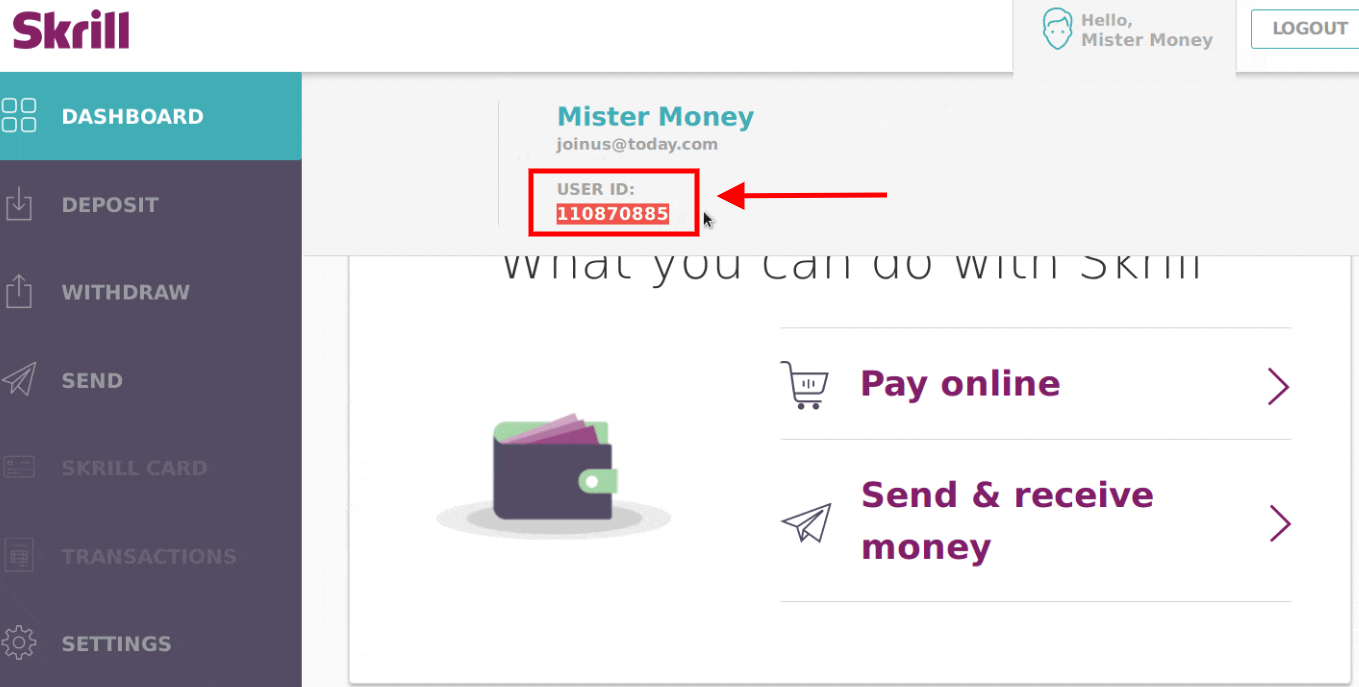 Skrill
Hello,
Mister Money
LOGOUT
DASHBOARD
DEPOSIT
WITHDRAW
SEND
SKRILL CARD
TRANSACTIONS
SETTINGS
Mister Money
joinus@today.com
USER ID:
110870885
What you can do with Skrill
Pay online
Send & receive
money